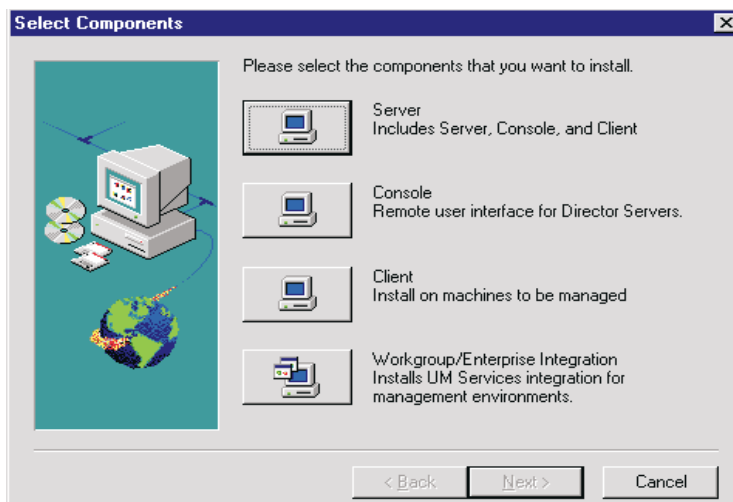 Select Components
Please select the components that you want to install.
Server
Includes Server, Console, and Client
Console
Remote user interface for Director Servers.
Client
Install on machines to be managed
Workgroup/Enterprise Integration
Installs UM Services integration for
management environments.
< Back
Next >
Cancel